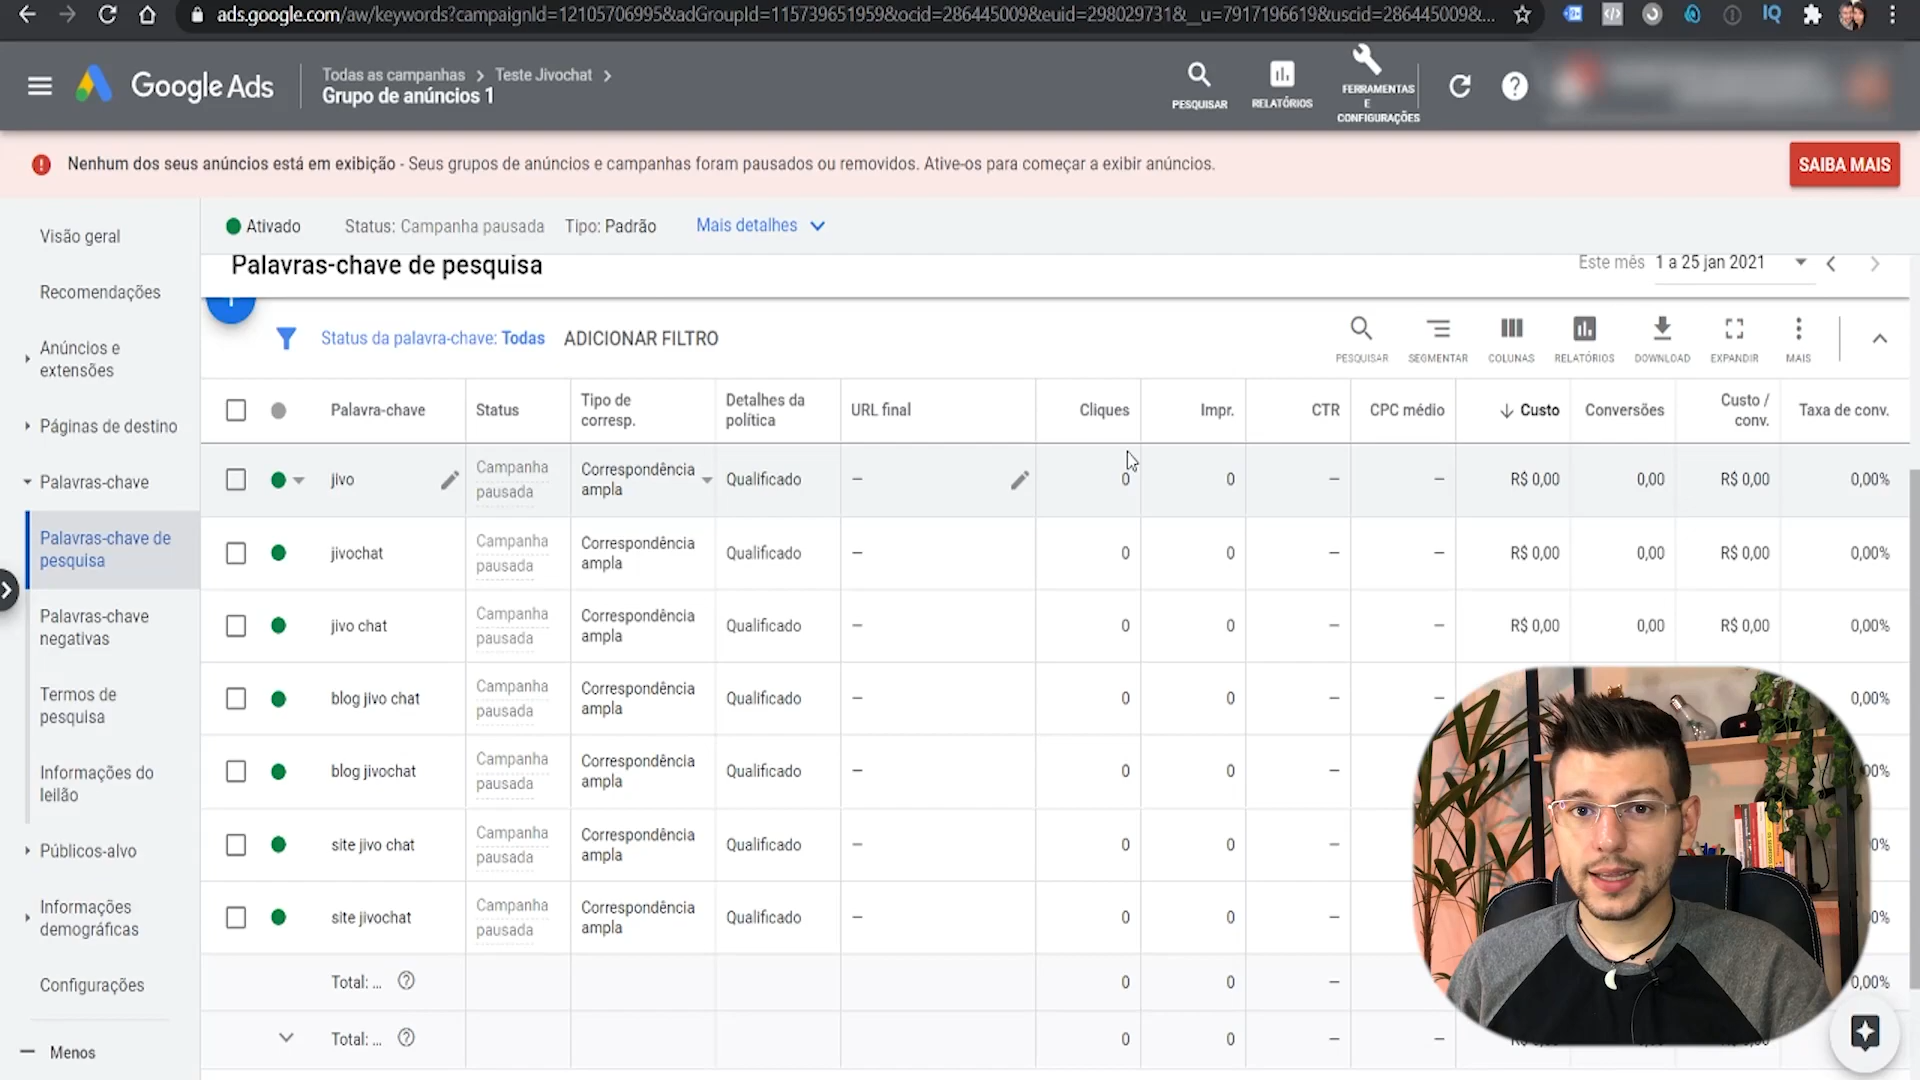 ads.google.com/aw/keywords?campaignId=12105706995&adGroupId=115739651959&ocid=286445009&euid=298029731&__u=7917196619&uscid=286445009&...
IQ
Google Ads
Todas as campanhas > Teste Jivochat >
Grupo de anúncios 1
PESQUISAR
RELATÓRIOS
FERRAMENTAS
E
CONFIGURAÇÕES
Nenhum dos seus anúncios está em exibição - Seus grupos de anúncios e campanhas foram pausados ou removidos. Ative-os para começar a exibir anúncios.
SAIBA MAIS
Visão geral
Recomendações
Anúncios e
extensões
Páginas de destino
Palavras-chave
Palavras-chave de
pesquisa
Palavras-chave
negativas
Termos de
pesquisa
Informações do
leilão
Públicos-alvo
Informações
demográficas
Configurações
Menos
Ativado Status: Campanha pausada Tipo: Padrão Mais detalhes
Palavras-chave de pesquisa
Este mês 1 a 25 jan 2021
Status da palavra-chave: Todas ADICIONAR FILTRO
PESQUISAR SEGMENTAR COLUNAS RELATÓRIOS DOWNLOAD EXPANDIR MAIS
Palavra-chave
Status
Tipo de
corresp.
Detalhes da
política
URL final
Cliques
Impr.
CTR
CPC médio
Custo
Conversões
Custo /
conv.
Taxa de conv.
jivo
Campanha
pausada
Correspondência
ampla
Qualificado
– 0 0 – – R$ 0,00 0,00 R$ 0,00 0,00%
jivochat
Campanha
pausada
Correspondência
ampla
Qualificado
– 0 0 – – R$ 0,00 0,00 R$ 0,00 0,00%
jivo chat
Campanha
pausada
Correspondência
ampla
Qualificado
– 0 0 – – R$ 0,00 0,00 R$ 0,00 0,00%
blog jivo chat
Campanha
pausada
Correspondência
ampla
Qualificado
– 0 0 – – 0,00%
blog jivochat
Campanha
pausada
Correspondência
ampla
Qualificado
– 0 0 –
site jivo chat
Campanha
pausada
Correspondência
ampla
Qualificado
– 0 0 –
site jivochat
Campanha
pausada
Correspondência
ampla
Qualificado
– 0 0 –
Total: ... 0 0 – – 0,00%
Total: ... 0 0 – –